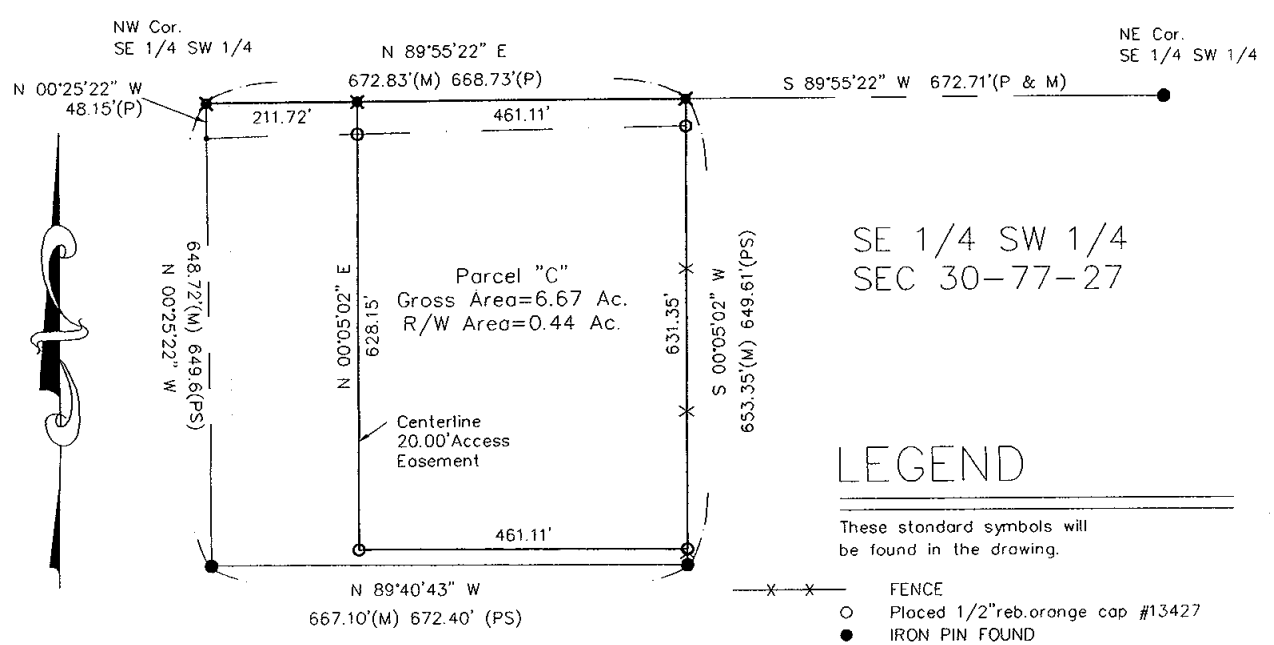 NW Cor.
SE 1/4 SW 1/4
NE Cor.
SE 1/4 SW 1/4
N 89°55'22" E
672.83'(M) 668.73'(P)
N 00°25'22" W
48.15'(P)
S 89°55'22" W 672.71'(P & M)
211.72'
461.11'
648.72'(M) 649.6(PS)
N 00°25'22" W
N 00°05'02" E
628.15'
Parcel "C"
Gross Area=6.67 Ac.
R/W Area=0.44 Ac.
631.35'
S 00°05'02" W
653.35'(M) 649.61'(PS)
SE 1/4 SW 1/4
SEC 30-77-27
Centerline
20.00'Access
Easement
461.11'
N 89°40'43" W
667.10'(M) 672.40' (PS)
LEGEND
These standard symbols will
be found in the drawing.
FENCE
Placed 1/2"reb.orange cap #13427
IRON PIN FOUND